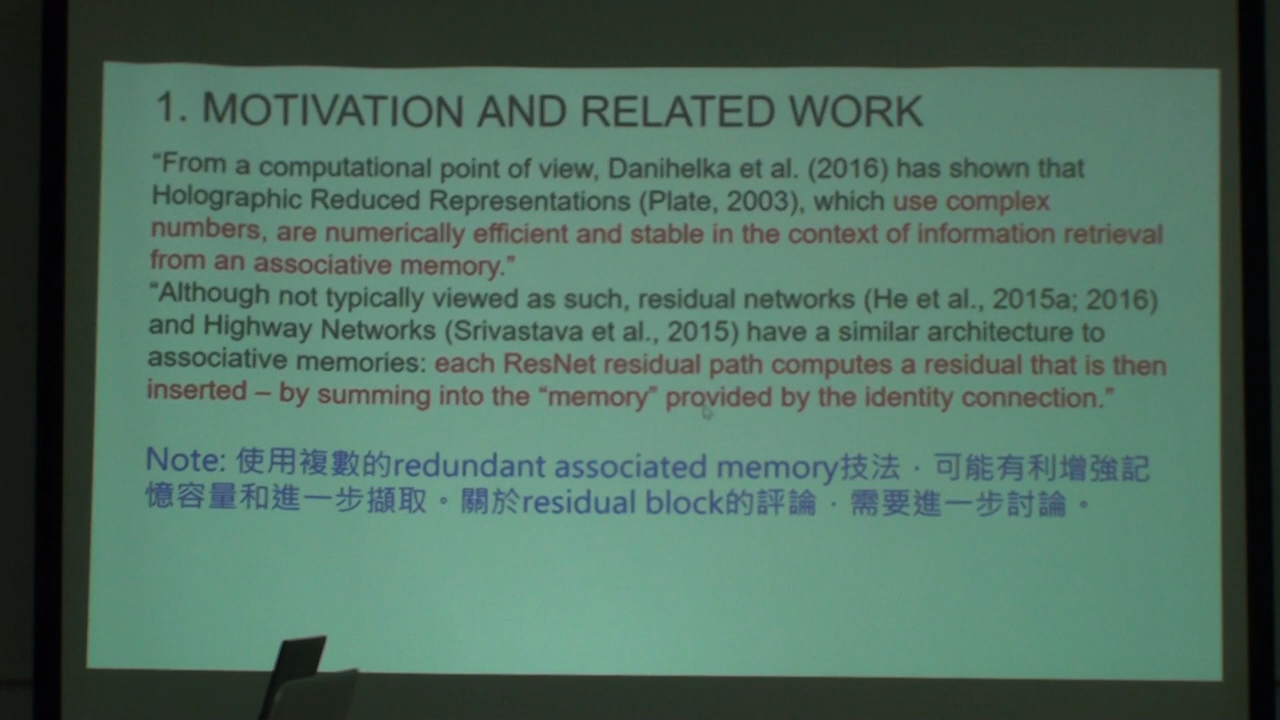 1. MOTIVATION AND RELATED WORK
“From a computational point of view, Danihelka et al. (2016) has shown that
Holographic Reduced Representations (Plate, 2003), which use complex
numbers, are numerically efficient and stable in the context of information retrieval
from an associative memory.”
“Although not typically viewed as such, residual networks (He et al., 2015a; 2016)
and Highway Networks (Srivastava et al., 2015) have a similar architecture to
associative memories: each ResNet residual path computes a residual that is then
inserted – by summing into the “memory” provided by the identity connection.”
Note: 使用複數的redundant associated memory技法，可能有利增強記
憶容量和進一步擷取。關於residual block的評論，需要進一步討論。